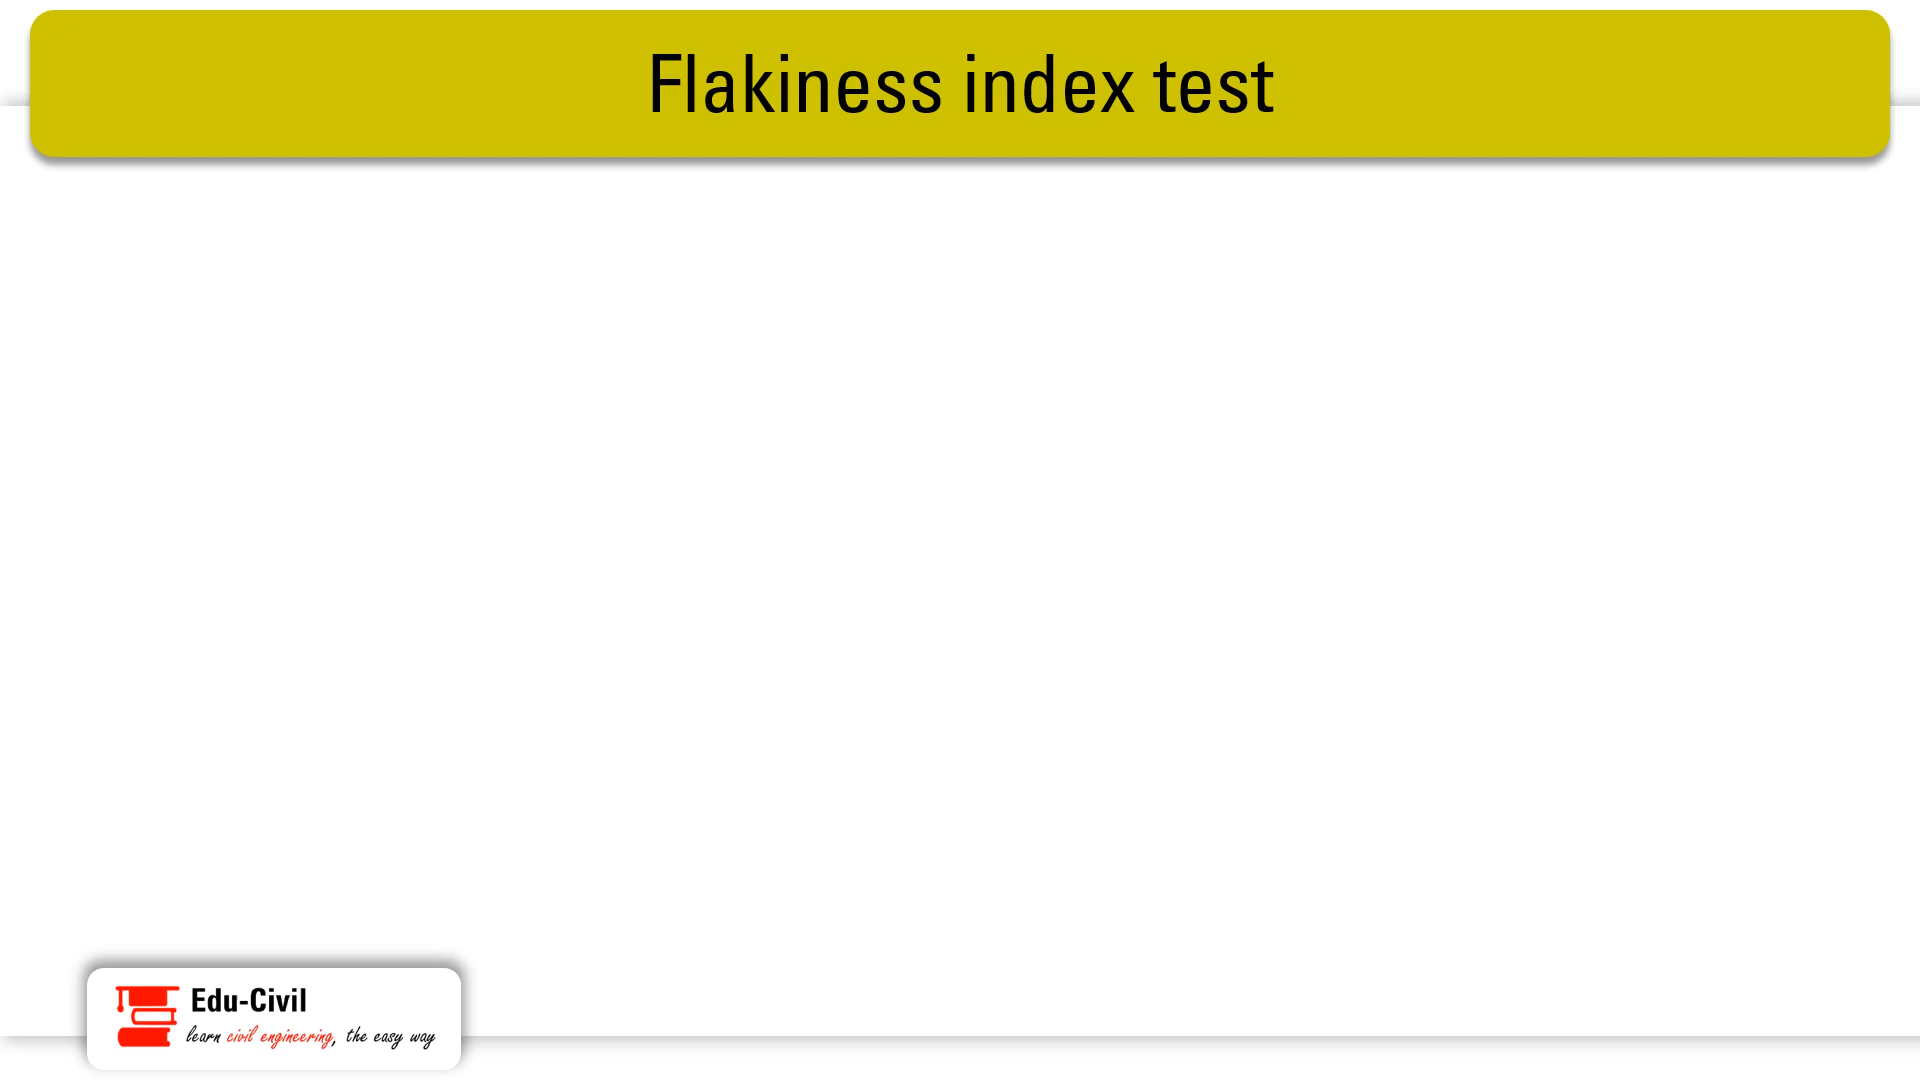 Flakiness index test
Edu-Civil
learn civil engineering, the easy way